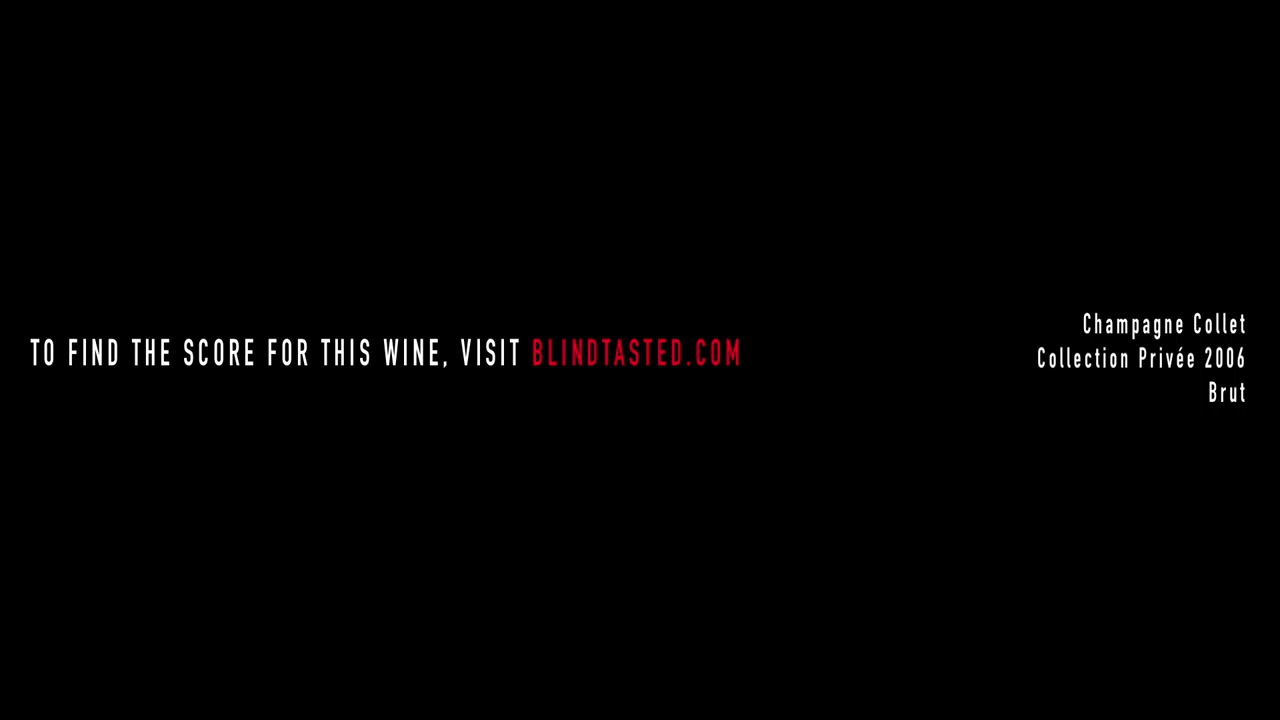 TO FIND THE SCORE FOR THIS WINE, VISIT BLINDTASTED.COM
Champagne Collet
Collection Privée 2006
Brut